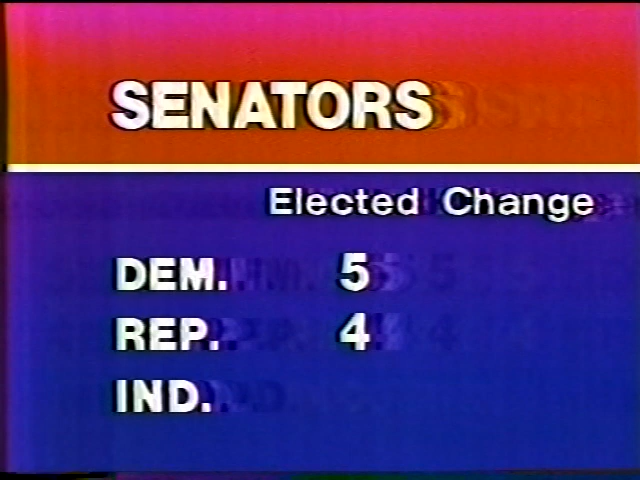 SENATORS
Elected Change
DEM. 5
REP. 4
IND.